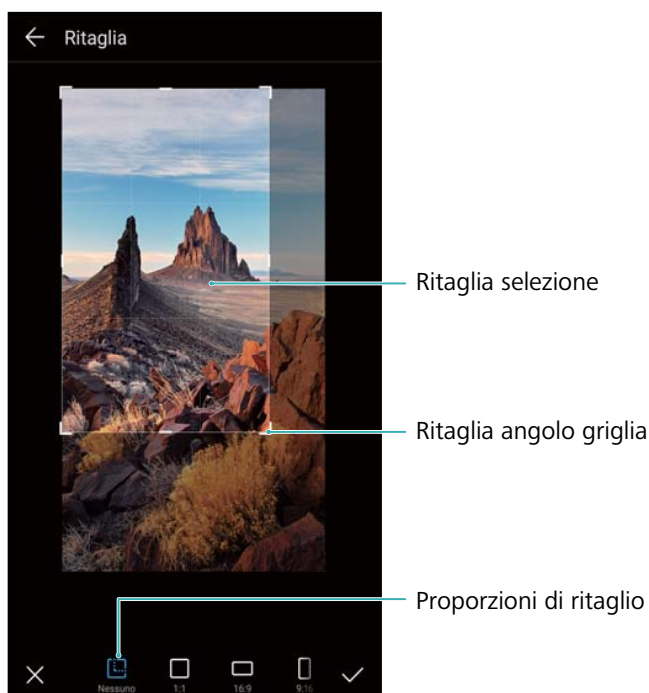 Ritaglia
Ritaglia selezione
Ritaglia angolo griglia
Proporzioni di ritaglio
Nessuno
1:1
16:9
9:16